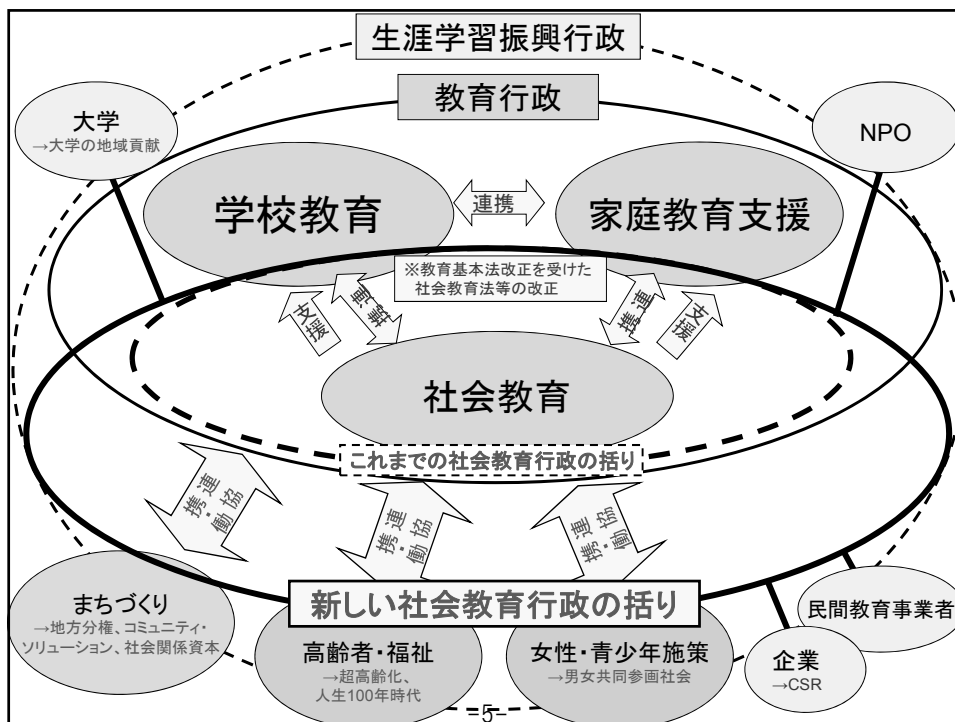 生涯学習振興行政
教育行政
大学
→大学の地域貢献
NPO
学校教育
連携
家庭教育支援
※教育基本法改正を受けた
社会教育法等の改正
支援
連携
連携
支援
社会教育
これまでの社会教育行政の括り
連携
・協働
連携
・協働
連携
・協働
新しい社会教育行政の括り
まちづくり
→地方分権、コミュニティ・
ソリューション、社会関係資本
高齢者・福祉
→超高齢化、
人生100年時代
女性・青少年施策
→男女共同参画社会
企業
→CSR
民間教育事業者
-5-